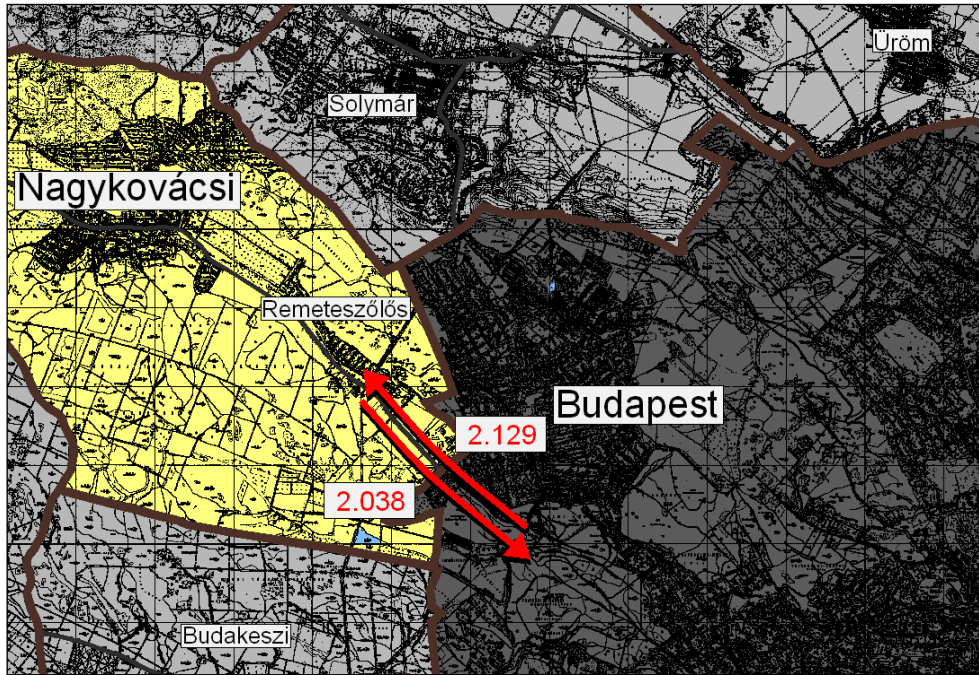 Üröm
Solymár
Nagykovácsi
Remeteszőlős
Budapest
2.129
2.038
Budakeszi